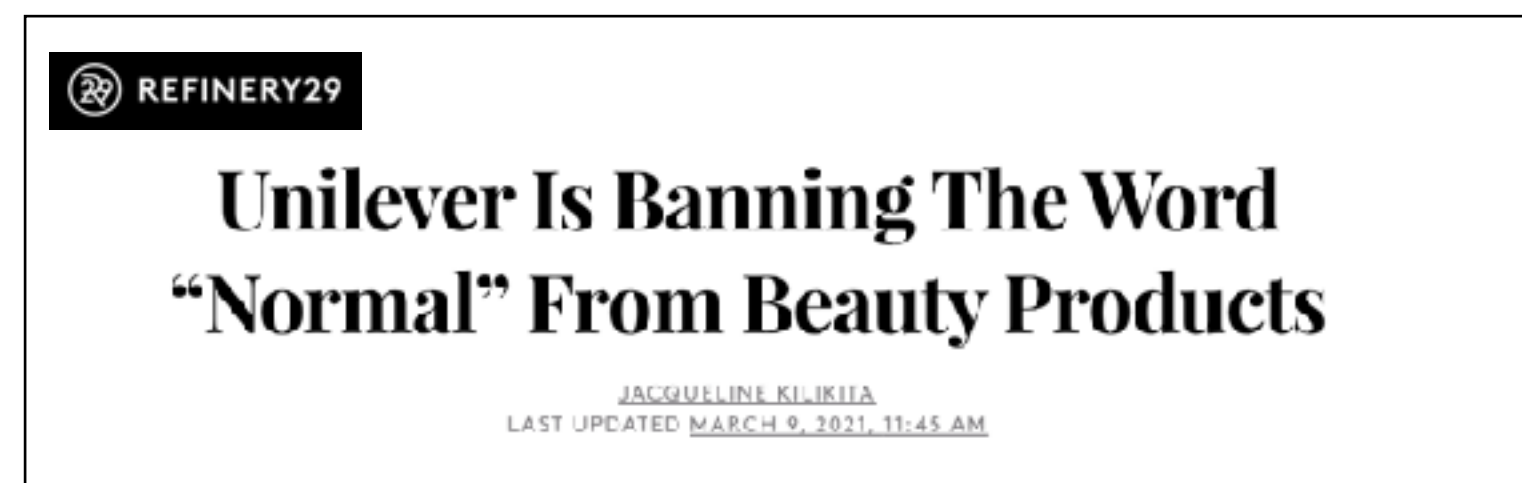 REFINERY29
Unilever Is Banning The Word
“Normal” From Beauty Products
JACQUELINE KILIKITA
LAST UPDATED MARCH 9, 2021, 11:45 AM